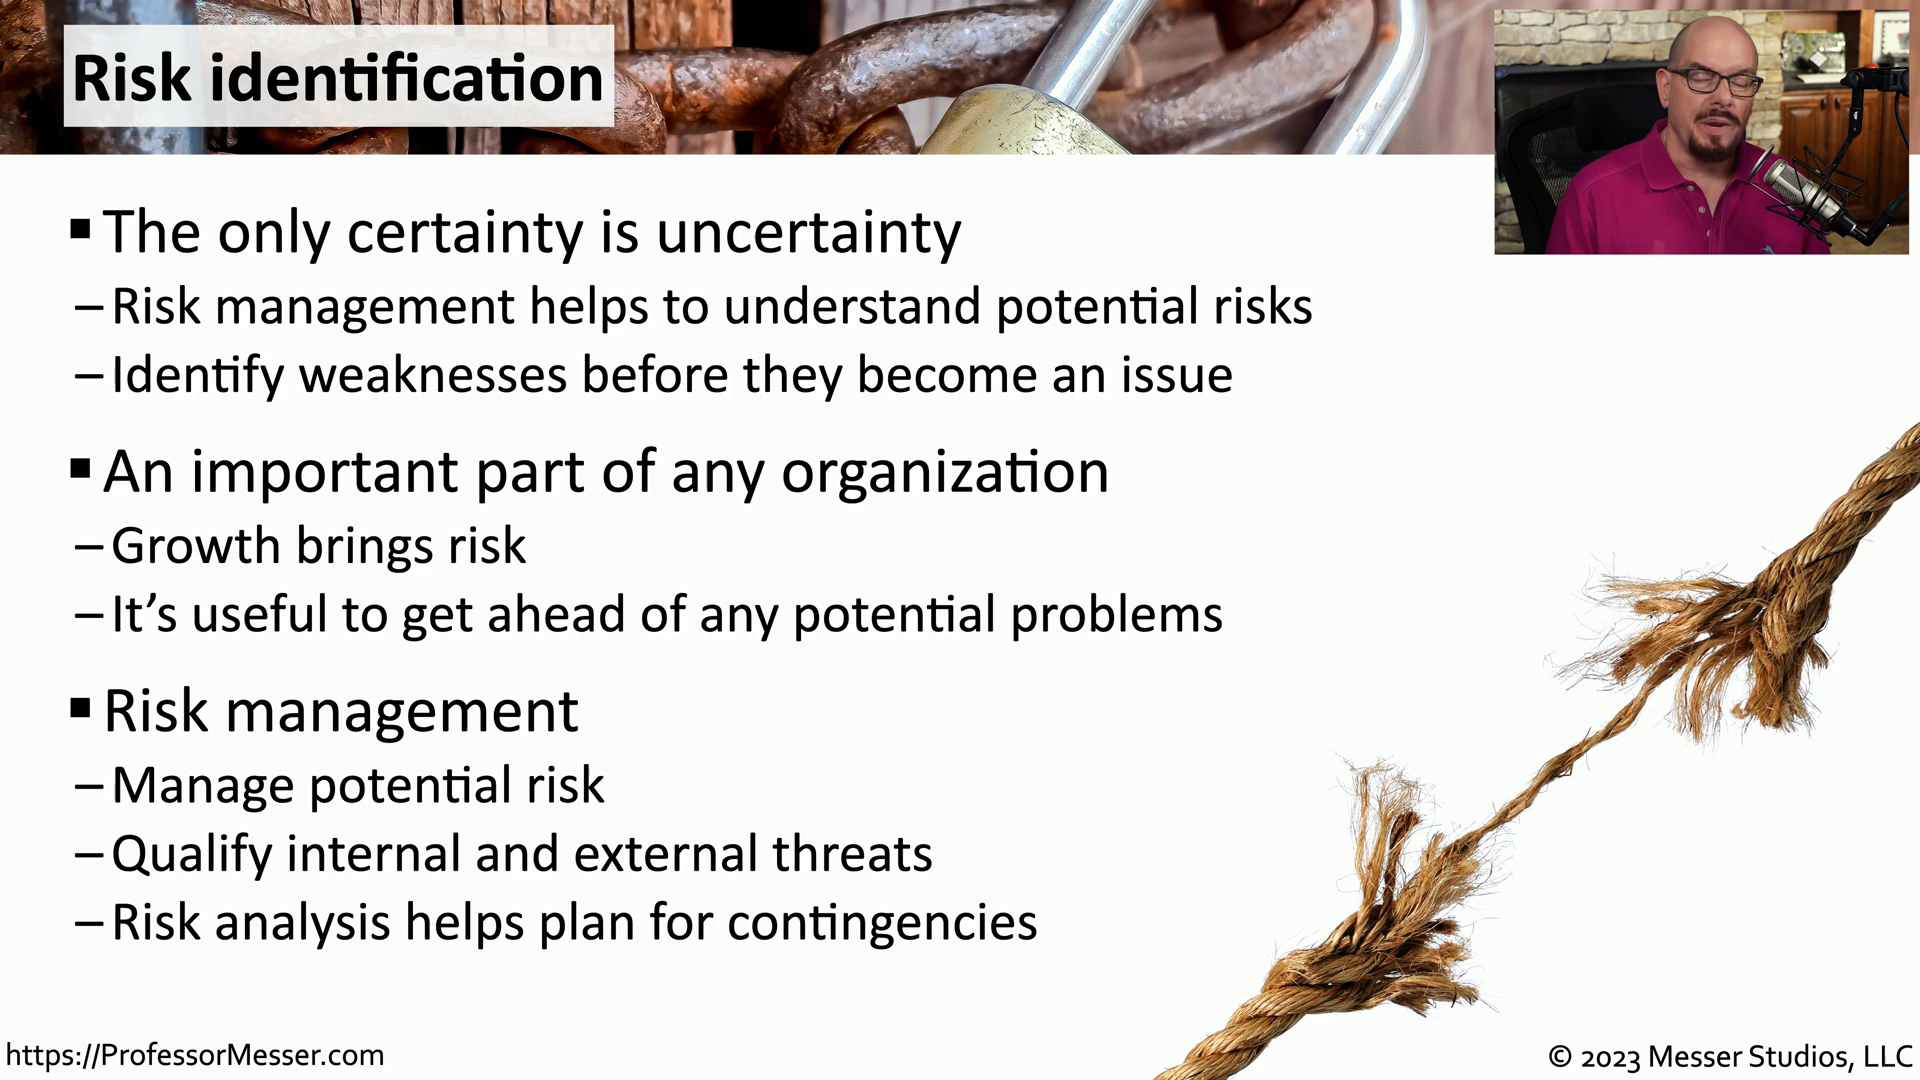 Risk identification
▪ The only certainty is uncertainty
– Risk management helps to understand potential risks
– Identify weaknesses before they become an issue
▪ An important part of any organization
– Growth brings risk
– It’s useful to get ahead of any potential problems
▪ Risk management
– Manage potential risk
– Qualify internal and external threats
– Risk analysis helps plan for contingencies
https://ProfessorMesser.com
© 2023 Messer Studios, LLC